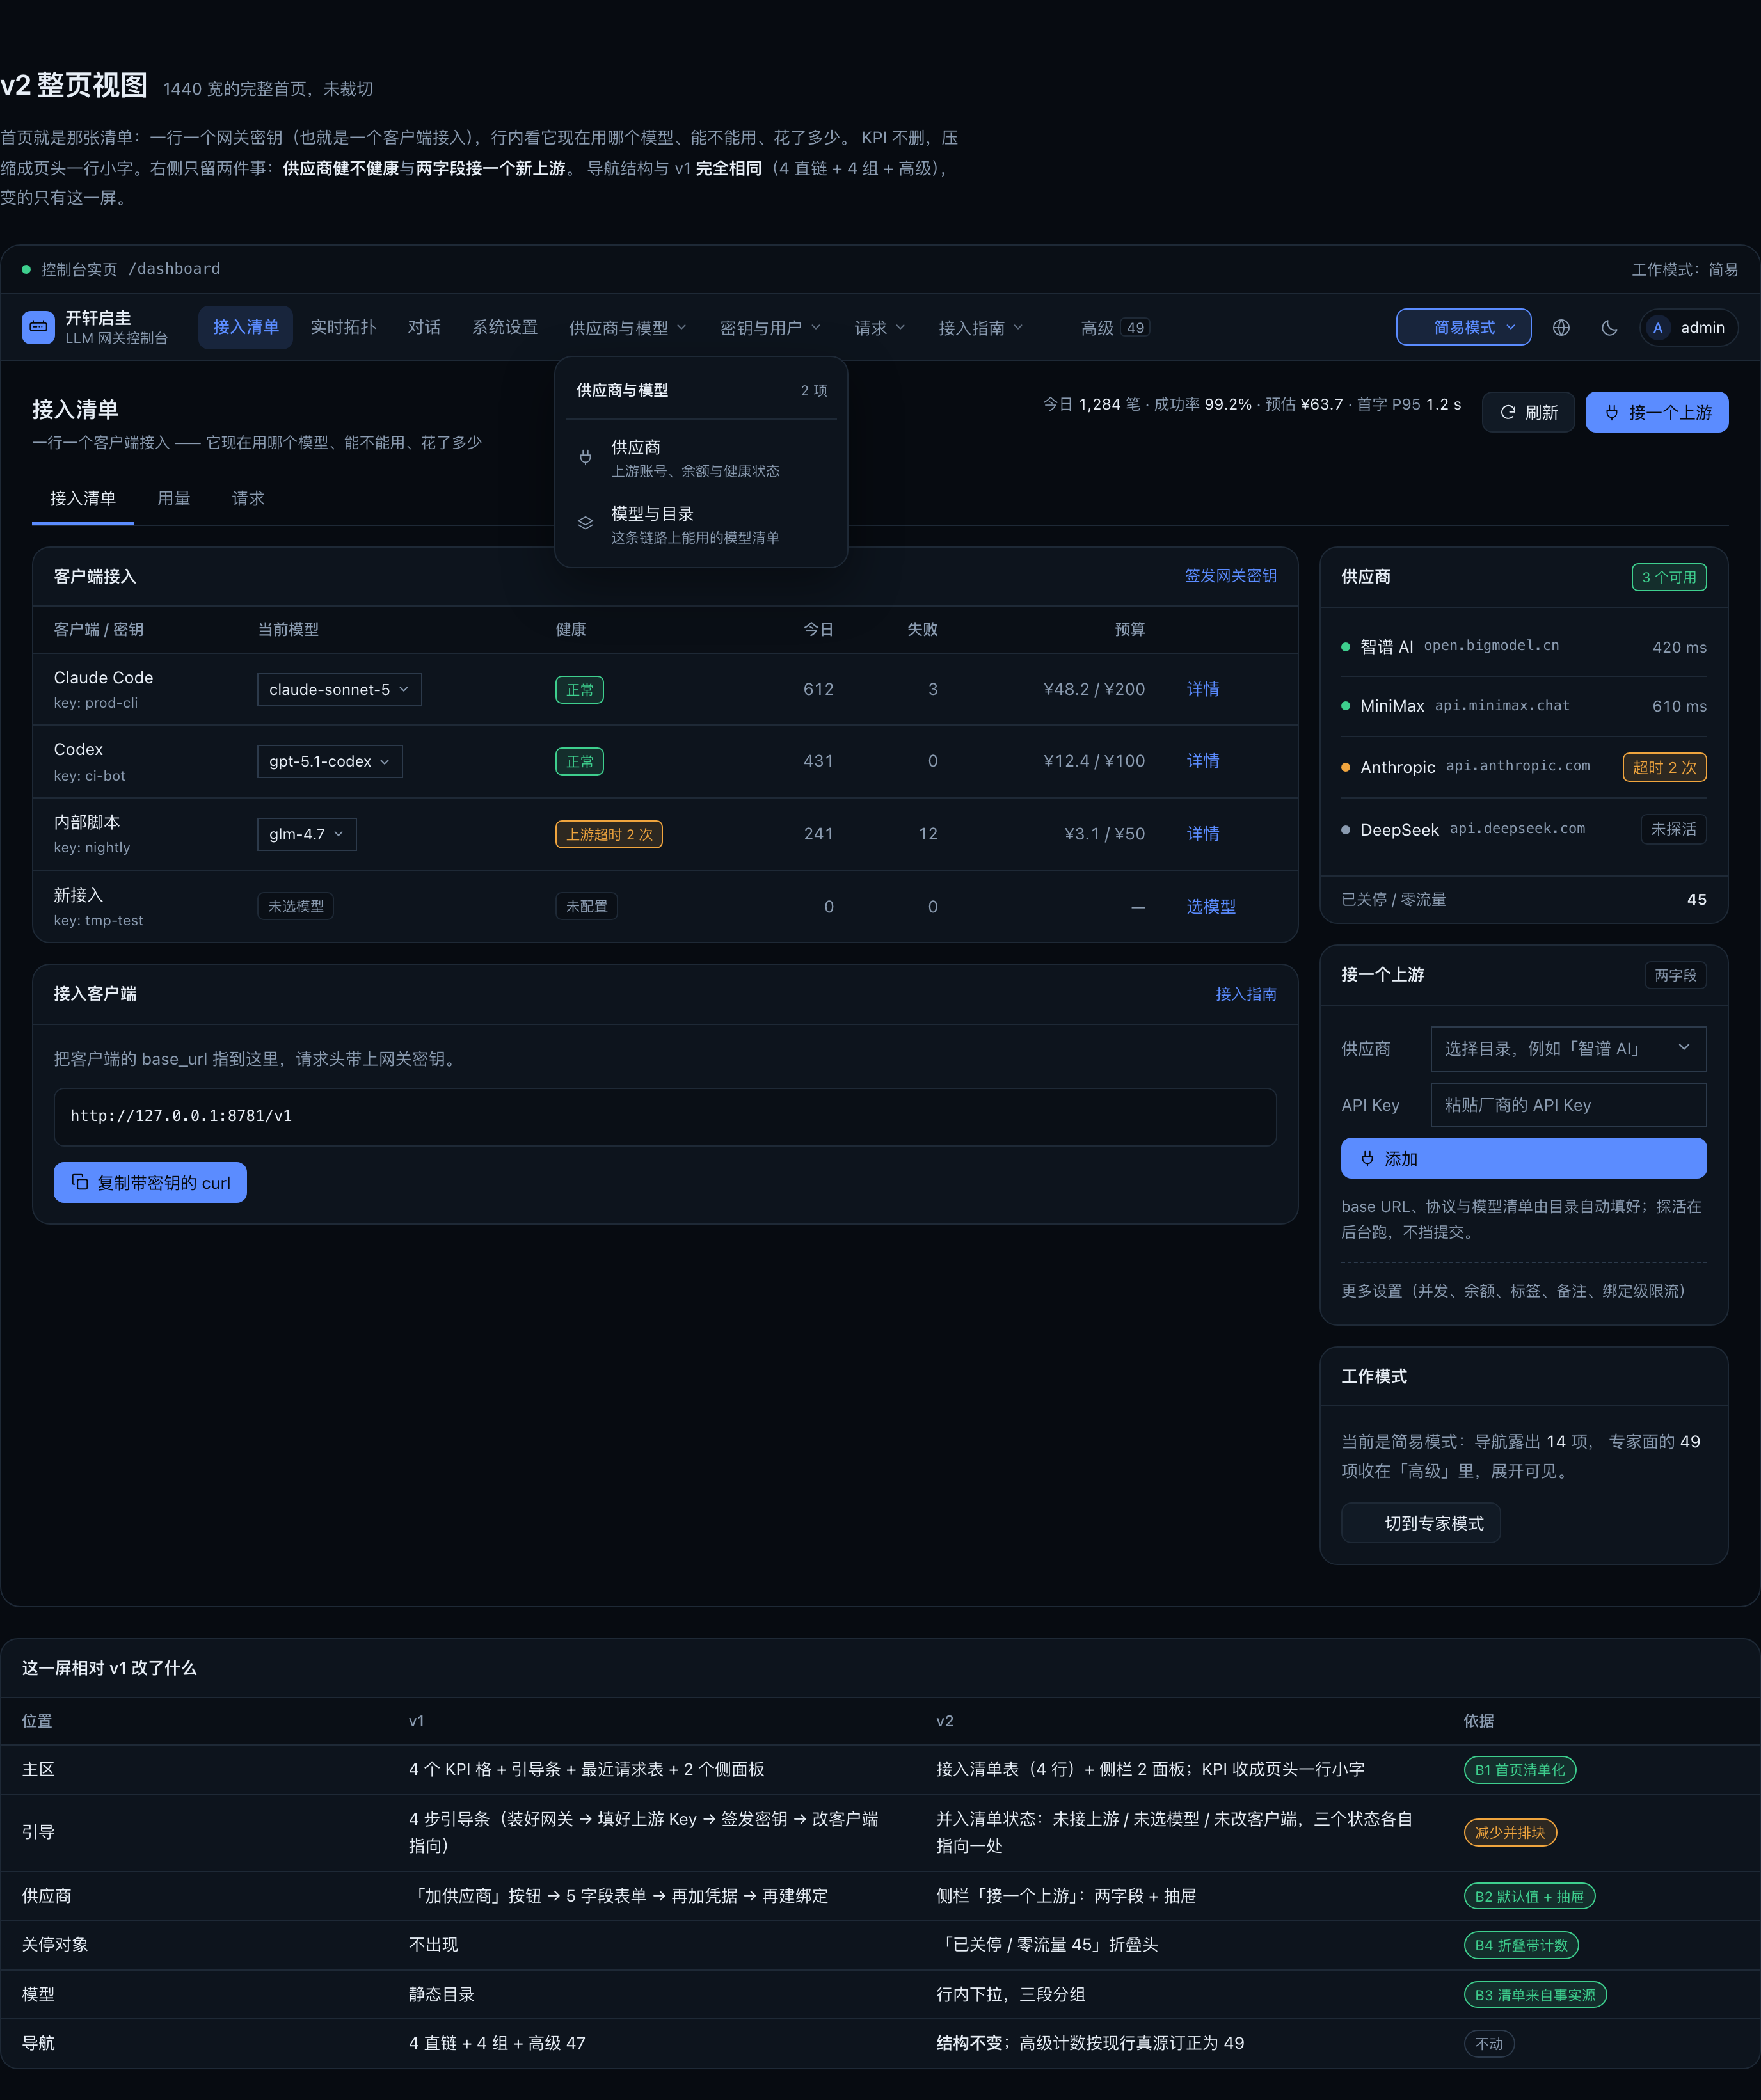 v2 整页视图 1440 宽的完整首页，未裁切
首页就是那张清单：一行一个网关密钥（也就是一个客户端接入），行内看它现在用哪个模型、能不能用、花了多少。 KPI 不删，压
缩成页头一行小字。右侧只留两件事：供应商健不健康与两字段接一个新上游。 导航结构与 v1 完全相同（4 直链 + 4 组 + 高级），
变的只有这一屏。
控制台实页 /dashboard 工作模式：简易
开轩启圭
LLM 网关控制台
接入清单 实时拓扑 对话 系统设置 供应商与模型 密钥与用户 请求 接入指南 高级 49 简易模式 A admin
供应商与模型 2 项
供应商
上游账号、余额与健康状态
模型与目录
这条链路上能用的模型清单
接入清单
一行一个客户端接入 —— 它现在用哪个模型、能不能用、花了多少
今日 1,284 笔 · 成功率 99.2% · 预估 ¥63.7 · 首字 P95 1.2 s 刷新 接一个上游
接入清单 用量 请求
客户端接入 签发网关密钥
客户端 / 密钥 当前模型 健康 今日 失败 预算
Claude Code
key: prod-cli
claude-sonnet-5 正常 612 3 ¥48.2 / ¥200 详情
Codex
key: ci-bot
gpt-5.1-codex 正常 431 0 ¥12.4 / ¥100 详情
内部脚本
key: nightly
glm-4.7 上游超时 2 次 241 12 ¥3.1 / ¥50 详情
新接入
key: tmp-test
未选模型 未配置 0 0 — 选模型
接入客户端 接入指南
把客户端的 base_url 指到这里，请求头带上网关密钥。
http://127.0.0.1:8781/v1
复制带密钥的 curl
供应商 3 个可用
智谱 AI open.bigmodel.cn 420 ms
MiniMax api.minimax.chat 610 ms
Anthropic api.anthropic.com 超时 2 次
DeepSeek api.deepseek.com 未探活
已关停 / 零流量 45
接一个上游 两字段
供应商 选择目录，例如「智谱 AI」
API Key 粘贴厂商的 API Key
添加
base URL、协议与模型清单由目录自动填好；探活在
后台跑，不挡提交。
更多设置（并发、余额、标签、备注、绑定级限流）
工作模式
当前是简易模式：导航露出 14 项， 专家面的 49
项收在「高级」里，展开可见。
切到专家模式
这一屏相对 v1 改了什么
位置 v1 v2 依据
主区 4 个 KPI 格 + 引导条 + 最近请求表 + 2 个侧面板 接入清单表（4 行）+ 侧栏 2 面板；KPI 收成页头一行小字 B1 首页清单化
引导 4 步引导条（装好网关 → 填好上游 Key → 签发密钥 → 改客户端
指向） 并入清单状态：未接上游 / 未选模型 / 未改客户端，三个状态各自
指向一处 减少并排块
供应商 「加供应商」按钮 → 5 字段表单 → 再加凭据 → 再建绑定 侧栏「接一个上游」：两字段 + 抽屉 B2 默认值 + 抽屉
关停对象 不出现 「已关停 / 零流量 45」折叠头 B4 折叠带计数
模型 静态目录 行内下拉，三段分组 B3 清单来自事实源
导航 4 直链 + 4 组 + 高级 47 结构不变；高级计数按现行真源订正为 49 不动